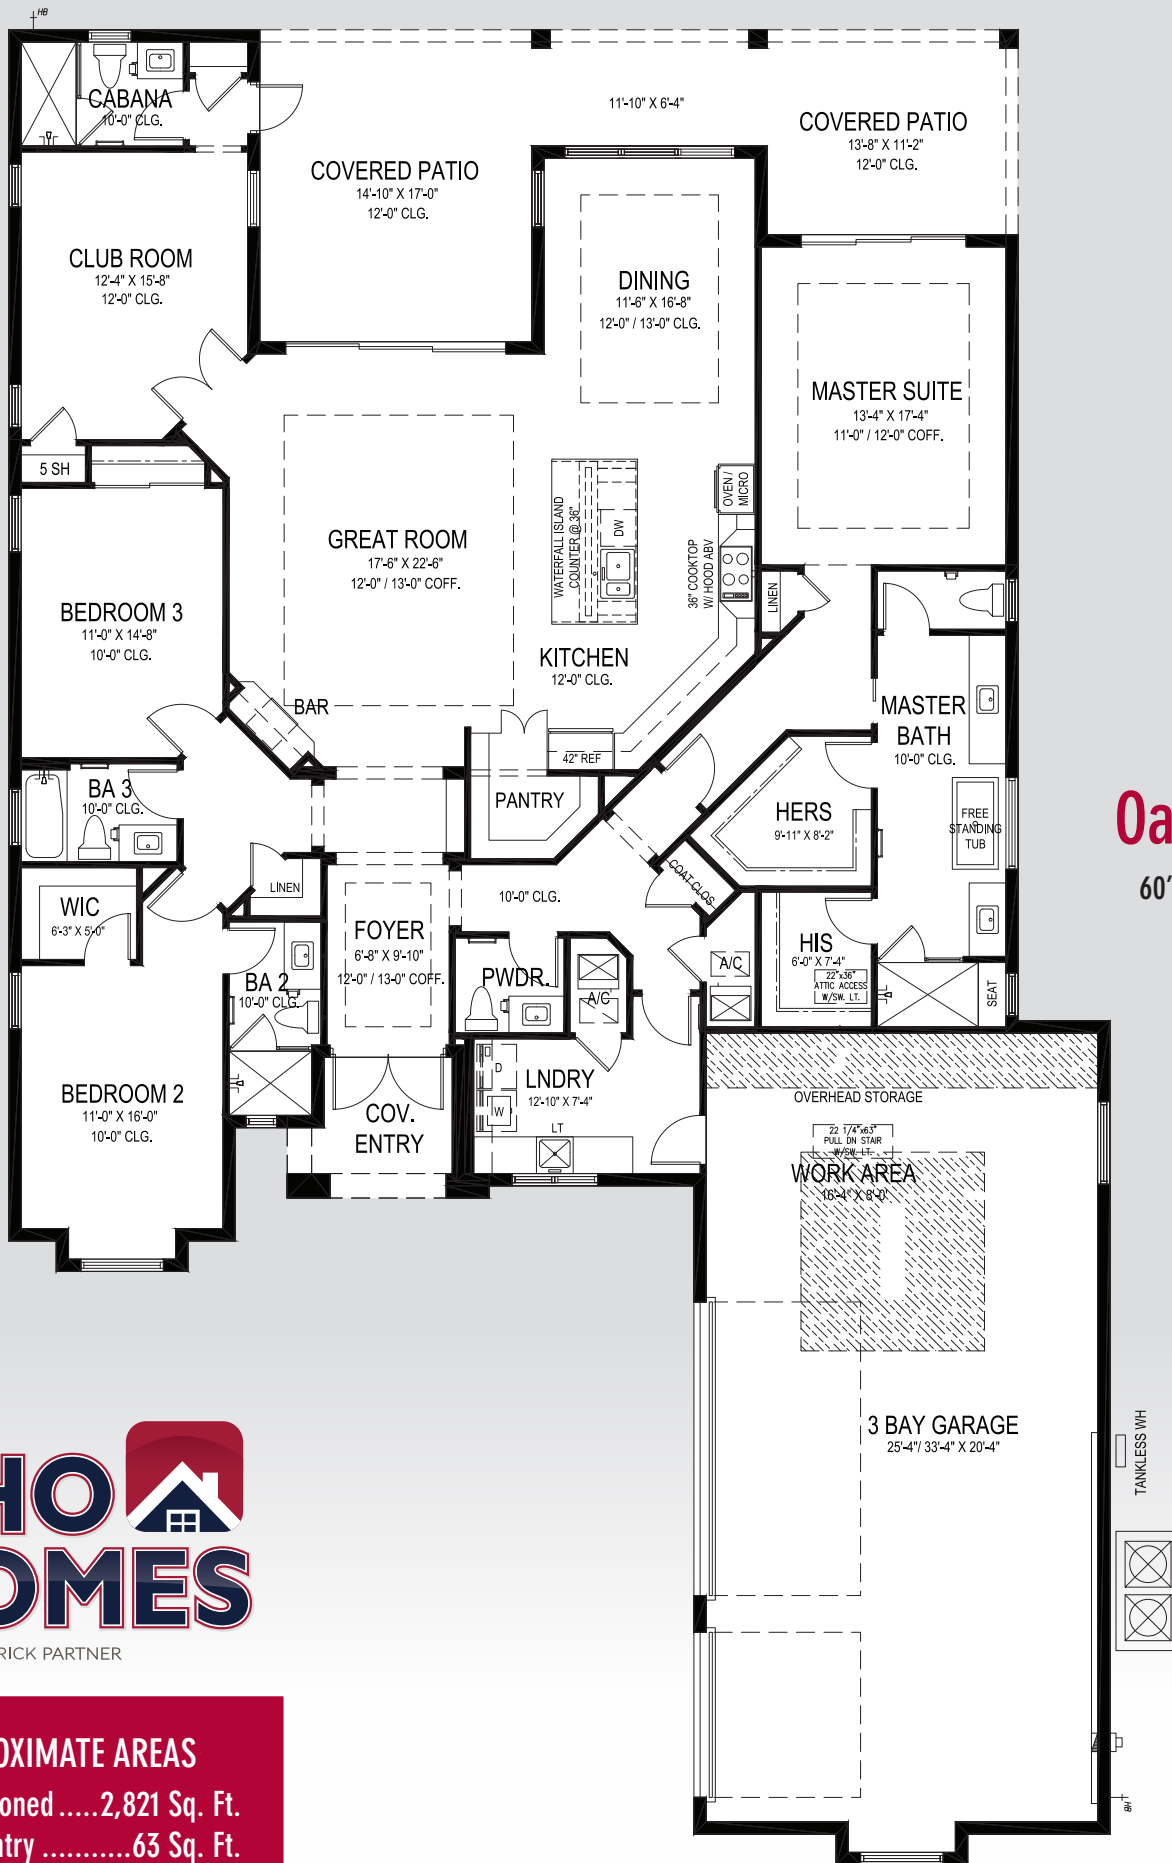 HB
CABANA
10'-0" CLG.
11'-10" X 6'-4"
COVERED PATIO
13'-8" X 11'-2"
12'-0" CLG.
COVERED PATIO
14'-10" X 17'-0"
12'-0" CLG.
CLUB ROOM
12'-4" X 15'-8"
12'-0" CLG.
DINING
11'-6" X 16'-8"
12'-0" / 13'-0" CLG.
MASTER SUITE
13'-4" X 17'-4"
11'-0" / 12'-0" COFF.
5 SH
OVEN /
MICRO
WATERFALL ISLAND
COUNTER @ 36"
DW
GREAT ROOM
17'-6" X 22'-6"
12'-0" / 13'-0" COFF.
36" COOKTOP
W/ HOOD ABV
LINEN
BEDROOM 3
11'-0" X 14'-8"
10'-0" CLG.
KITCHEN
12'-0" CLG.
BAR
MASTER
BATH
10'-0" CLG.
42" REF
BA 3
10'-0" CLG.
PANTRY
HERS
9'-11" X 8'-2"
FREE
STANDING
TUB
Oa
60'
LINEN
10'-0" CLG.
COAT CLOS
WIC
6'-3" X 5'-0"
FOYER
6'-8" X 9'-10"
12'-0" / 13'-0" COFF.
HIS
6'-0" X 7'-4"
22"x36"
ATTIC ACCESS
W/SW. LT.
A/C
BA 2
10'-0" CLG.
PWDR.
A/C
SEAT
D
W
LNDRY
12'-10" X 7'-4"
LT
BEDROOM 2
11'-0" X 16'-0"
10'-0" CLG.
COV.
ENTRY
OVERHEAD STORAGE
22 1/4"x63"
PULL DN STAIR
W/SW. LT.
WORK AREA
16'-4" X 8'-0"
3 BAY GARAGE
25'-4"/ 33'-4" X 20'-4"
TANKLESS WH
HB
HO
OMES
RICK PARTNER
OXIMATE AREAS
oned .....2,821 Sq. Ft.
ntry ...........63 Sq. Ft.